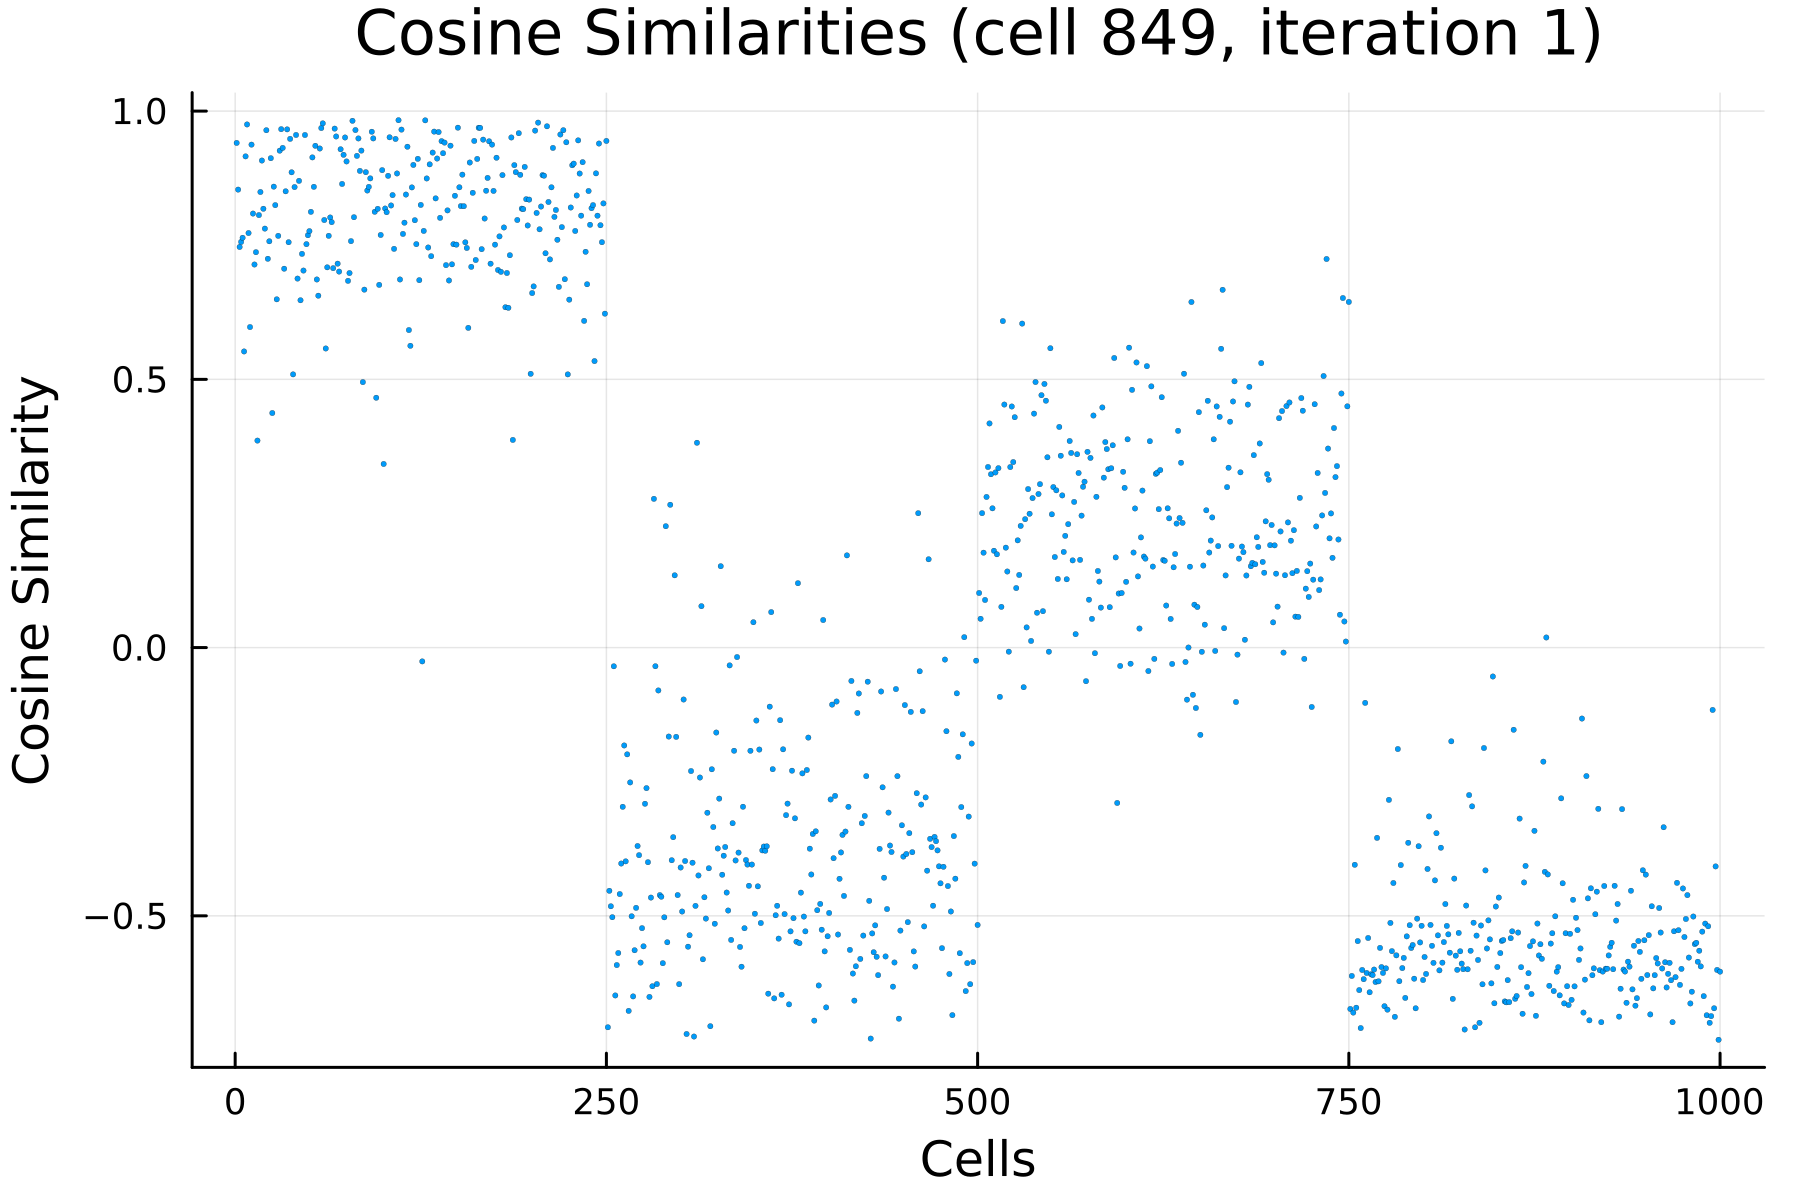 Cosine Similarities (cell 849, iteration 1)
1.0
0.5
0.0
−0.5
Cosine Similarity
0 250 500 750 1000
Cells